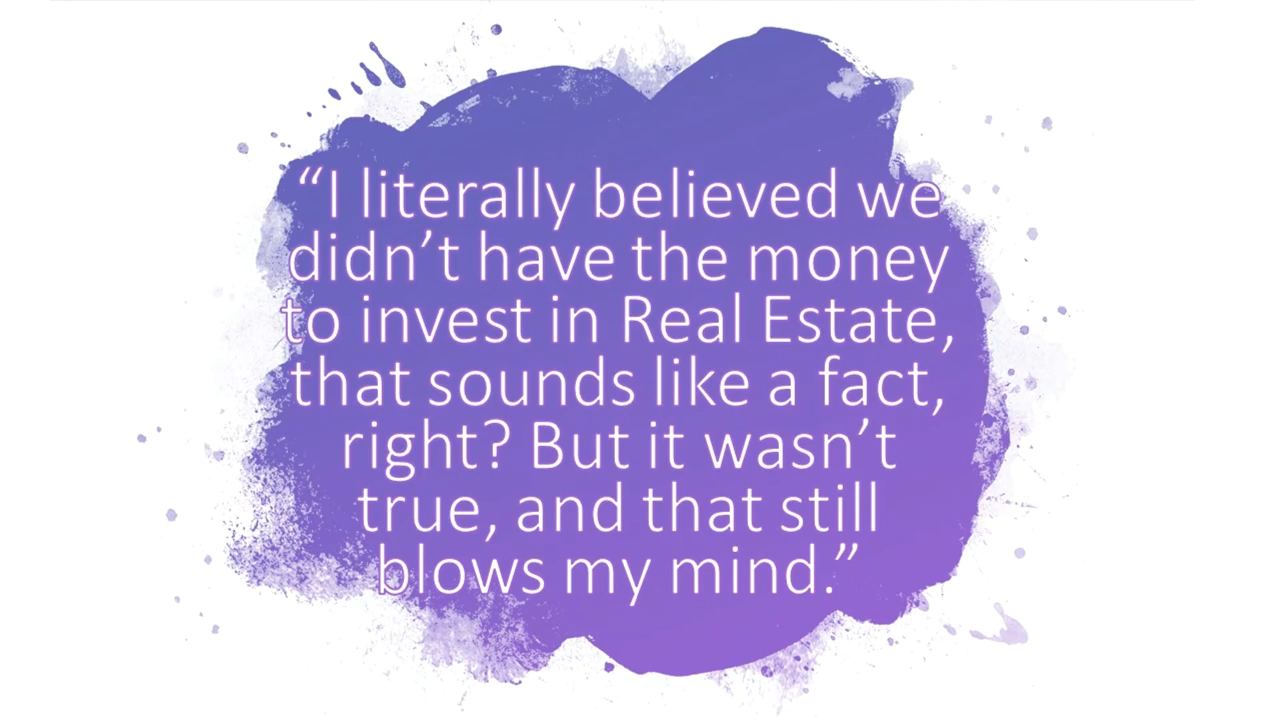 “I literally believed we
didn’t have the money
to invest in Real Estate,
that sounds like a fact,
right? But it wasn’t
true, and that still
blows my mind.”